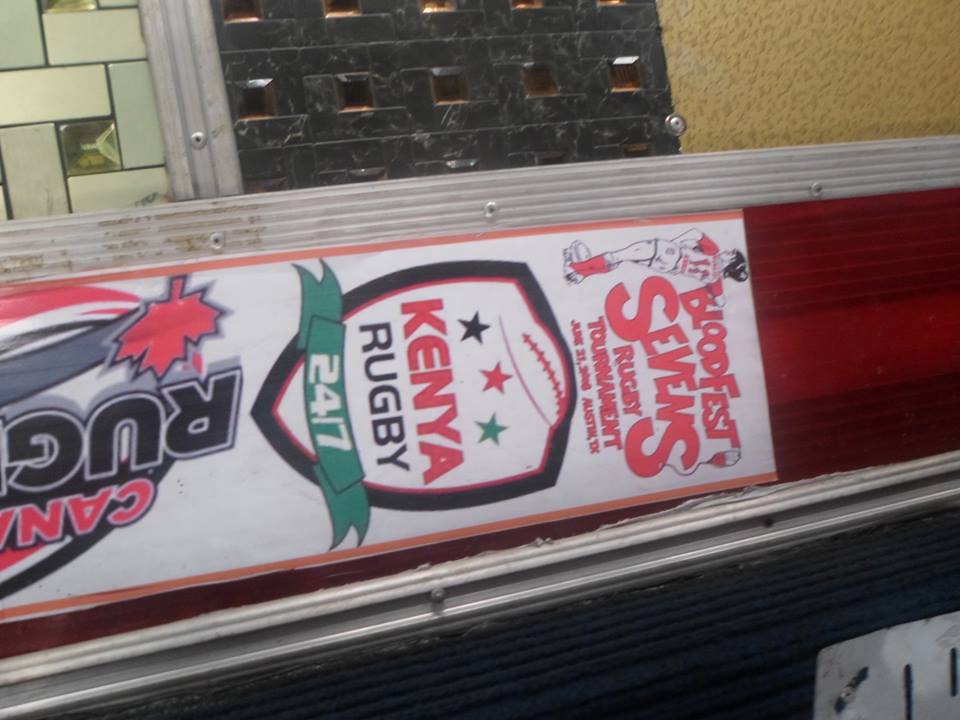 BLOODFEST
SEVENS
RUGBY
TOURNAMENT
AUSTIN, TX
KENYA
RUGBY
24/7
RUG
CANA